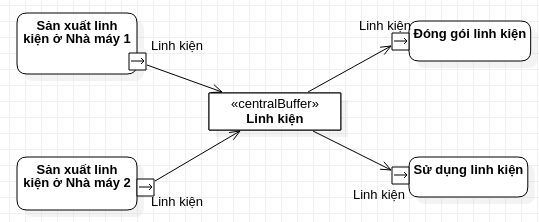 Sản xuất linh
kiện ở Nhà máy 1
Linh kiện
Linh kiện
Đóng gói linh kiện
«centralBuffer»
Linh kiện
Sản xuất linh
kiện ở Nhà máy 2
Linh kiện
Linh kiện
Sử dụng linh kiện